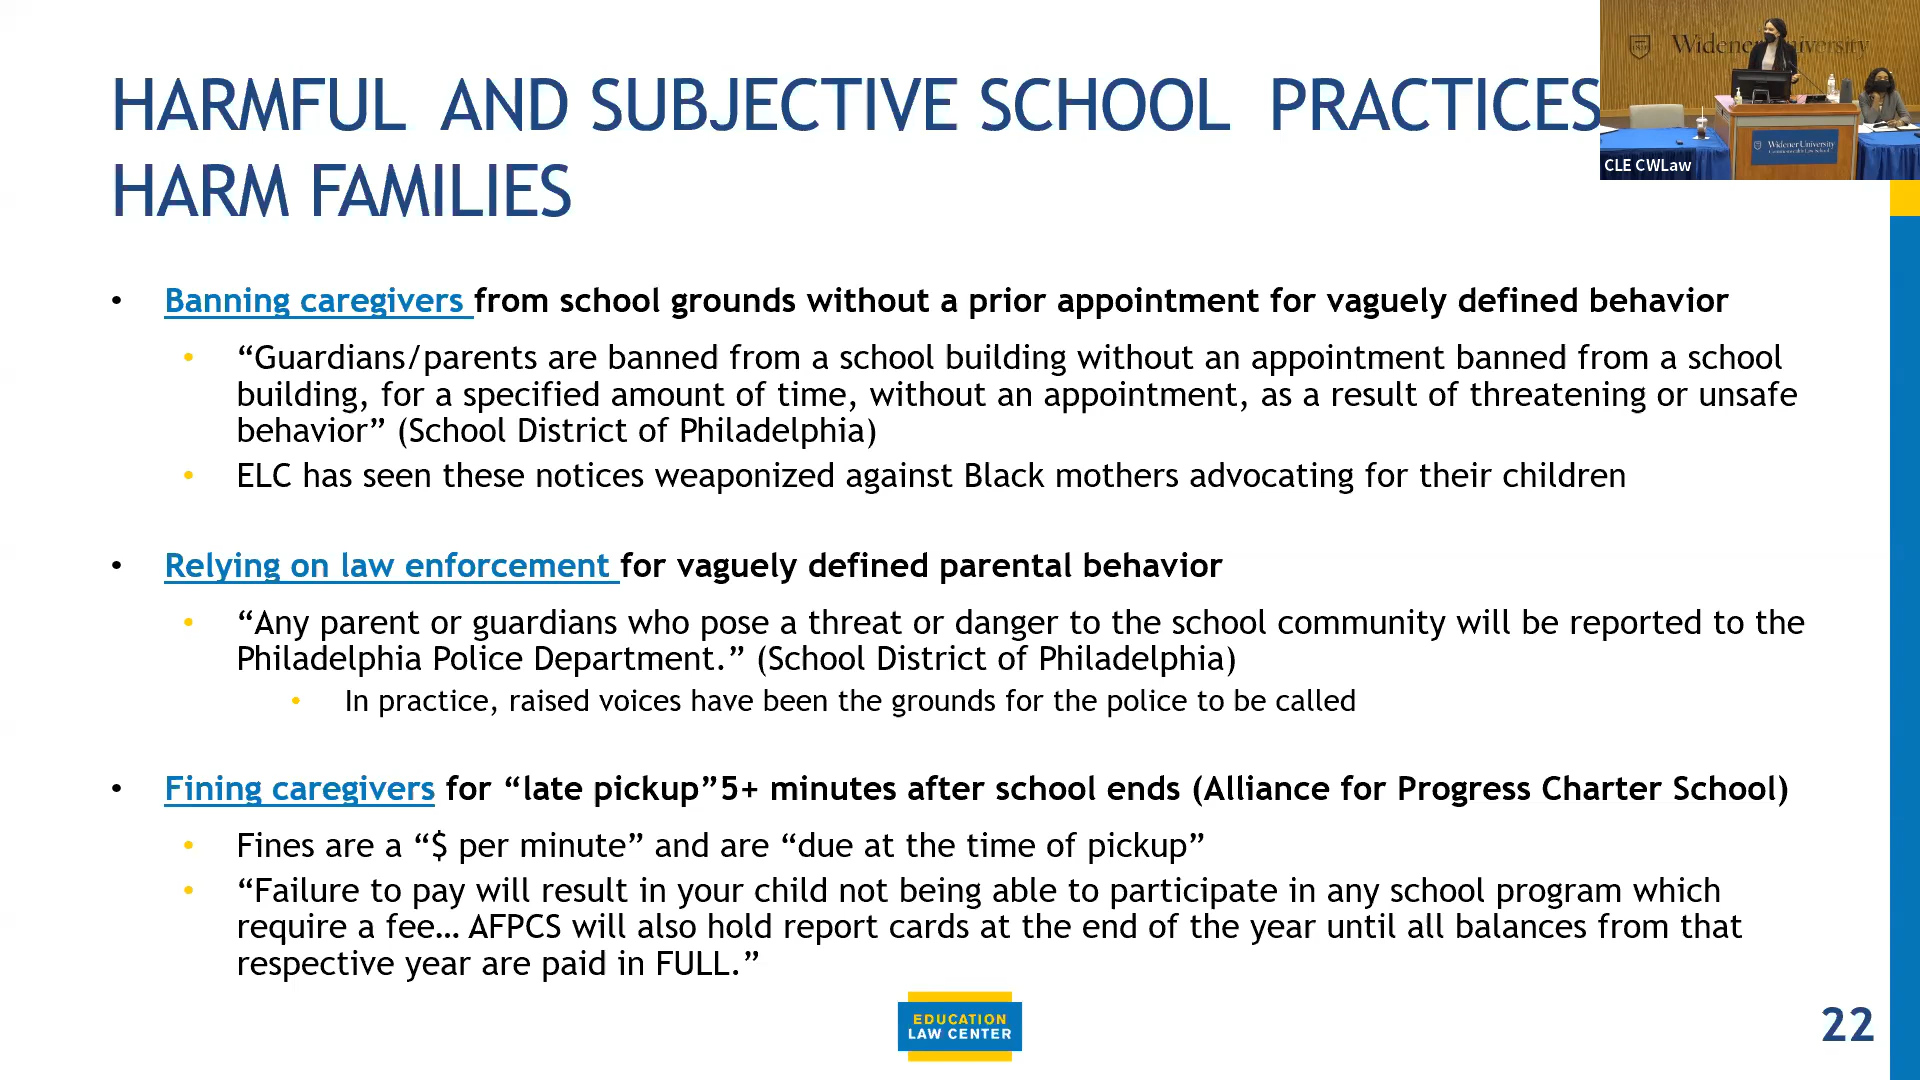 HARMFUL AND SUBJECTIVE SCHOOL PRACTICES
HARM FAMILIES
Widener University
Widener University
CLE CWLaw
• Banning caregivers from school grounds without a prior appointment for vaguely defined behavior
• “Guardians/parents are banned from a school building without an appointment banned from a school
building, for a specified amount of time, without an appointment, as a result of threatening or unsafe
behavior” (School District of Philadelphia)
• ELC has seen these notices weaponized against Black mothers advocating for their children
• Relying on law enforcement for vaguely defined parental behavior
• “Any parent or guardians who pose a threat or danger to the school community will be reported to the
Philadelphia Police Department.” (School District of Philadelphia)
• In practice, raised voices have been the grounds for the police to be called
• Fining caregivers for “late pickup”5+ minutes after school ends (Alliance for Progress Charter School)
• Fines are a “$ per minute” and are “due at the time of pickup”
• “Failure to pay will result in your child not being able to participate in any school program which
require a fee… AFPCS will also hold report cards at the end of the year until all balances from that
respective year are paid in FULL.”
EDUCATION
LAW CENTER
22